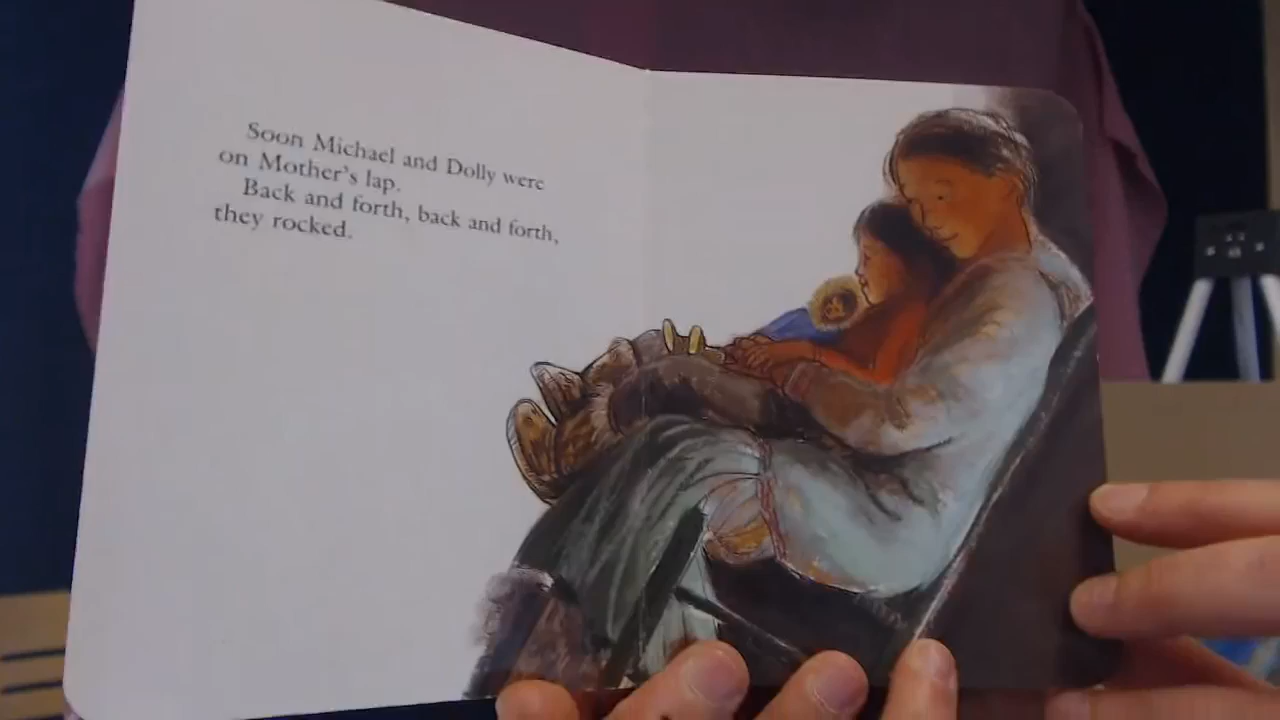 Soon Michael and Dolly were
on Mother's lap.
Back and forth, back and forth,
they rocked.